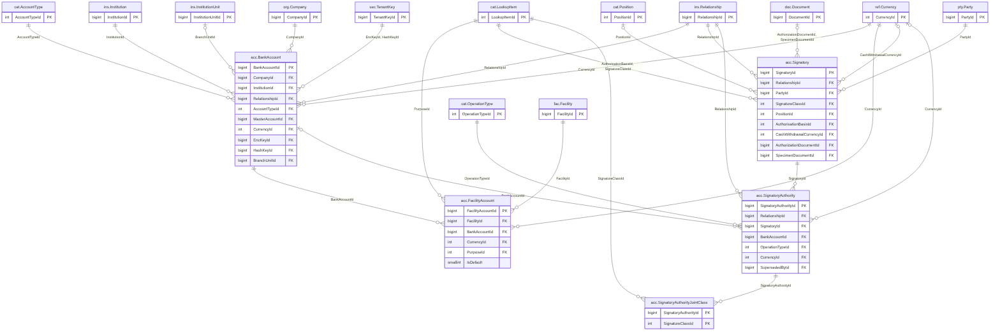 cat.AccountType
int AccountTypeId PK
ins.Institution
bigint InstitutionId PK
ins.InstitutionUnit
bigint InstitutionUnitId PK
org.Company
bigint CompanyId PK
sec.TenantKey
bigint TenantKeyId PK
cat.LookupItem
int LookupItemId PK
cat.Position
int PositionId PK
ins.Relationship
bigint RelationshipId PK
doc.Document
bigint DocumentId PK
ref.Currency
int CurrencyId PK
pty.Party
bigint PartyId PK
AccountTypeId
InstitutionId
BranchUnitId
CompanyId
EncKeyId, HashKeyId
PositionId
RelationshipId
AuthorizationDocumentId,
SpecimenDocumentId
PartyId
CashWithdrawalCurrencyId
acc.BankAccount
bigint BankAccountId PK
bigint CompanyId FK
bigint InstitutionId FK
bigint RelationshipId FK
int AccountTypeId FK
bigint MasterAccountId FK
int CurrencyId FK
bigint EncKeyId FK
bigint HashKeyId FK
bigint BranchUnitId FK
RelationshipId
CurrencyId
AuthorisationBasisId,
SignatureClassId
acc.Signatory
bigint SignatoryId PK
bigint RelationshipId FK
bigint PartyId FK
int SignatureClassId FK
int PositionId FK
int AuthorisationBasisId FK
int CashWithdrawalCurrencyId FK
bigint AuthorizationDocumentId FK
bigint SpecimenDocumentId FK
cat.OperationType
int OperationTypeId PK
fac.Facility
bigint FacilityId PK
PurposeId
RelationshipId
CurrencyId
CurrencyId
OperationTypeId
FacilityId
SignatureClassId
SignatoryId
BankAccountId
acc.FacilityAccount
bigint FacilityAccountId PK
bigint FacilityId FK
bigint BankAccountId FK
int CurrencyId FK
int PurposeId FK
smallint IsDefault
acc.SignatoryAuthority
bigint SignatoryAuthorityId PK
bigint RelationshipId FK
bigint SignatoryId FK
bigint BankAccountId FK
int OperationTypeId FK
int CurrencyId FK
bigint SupersededById FK
SignatoryAuthorityId
acc.SignatoryAuthorityJointClass
bigint SignatoryAuthorityId PK
int SignatureClassId PK